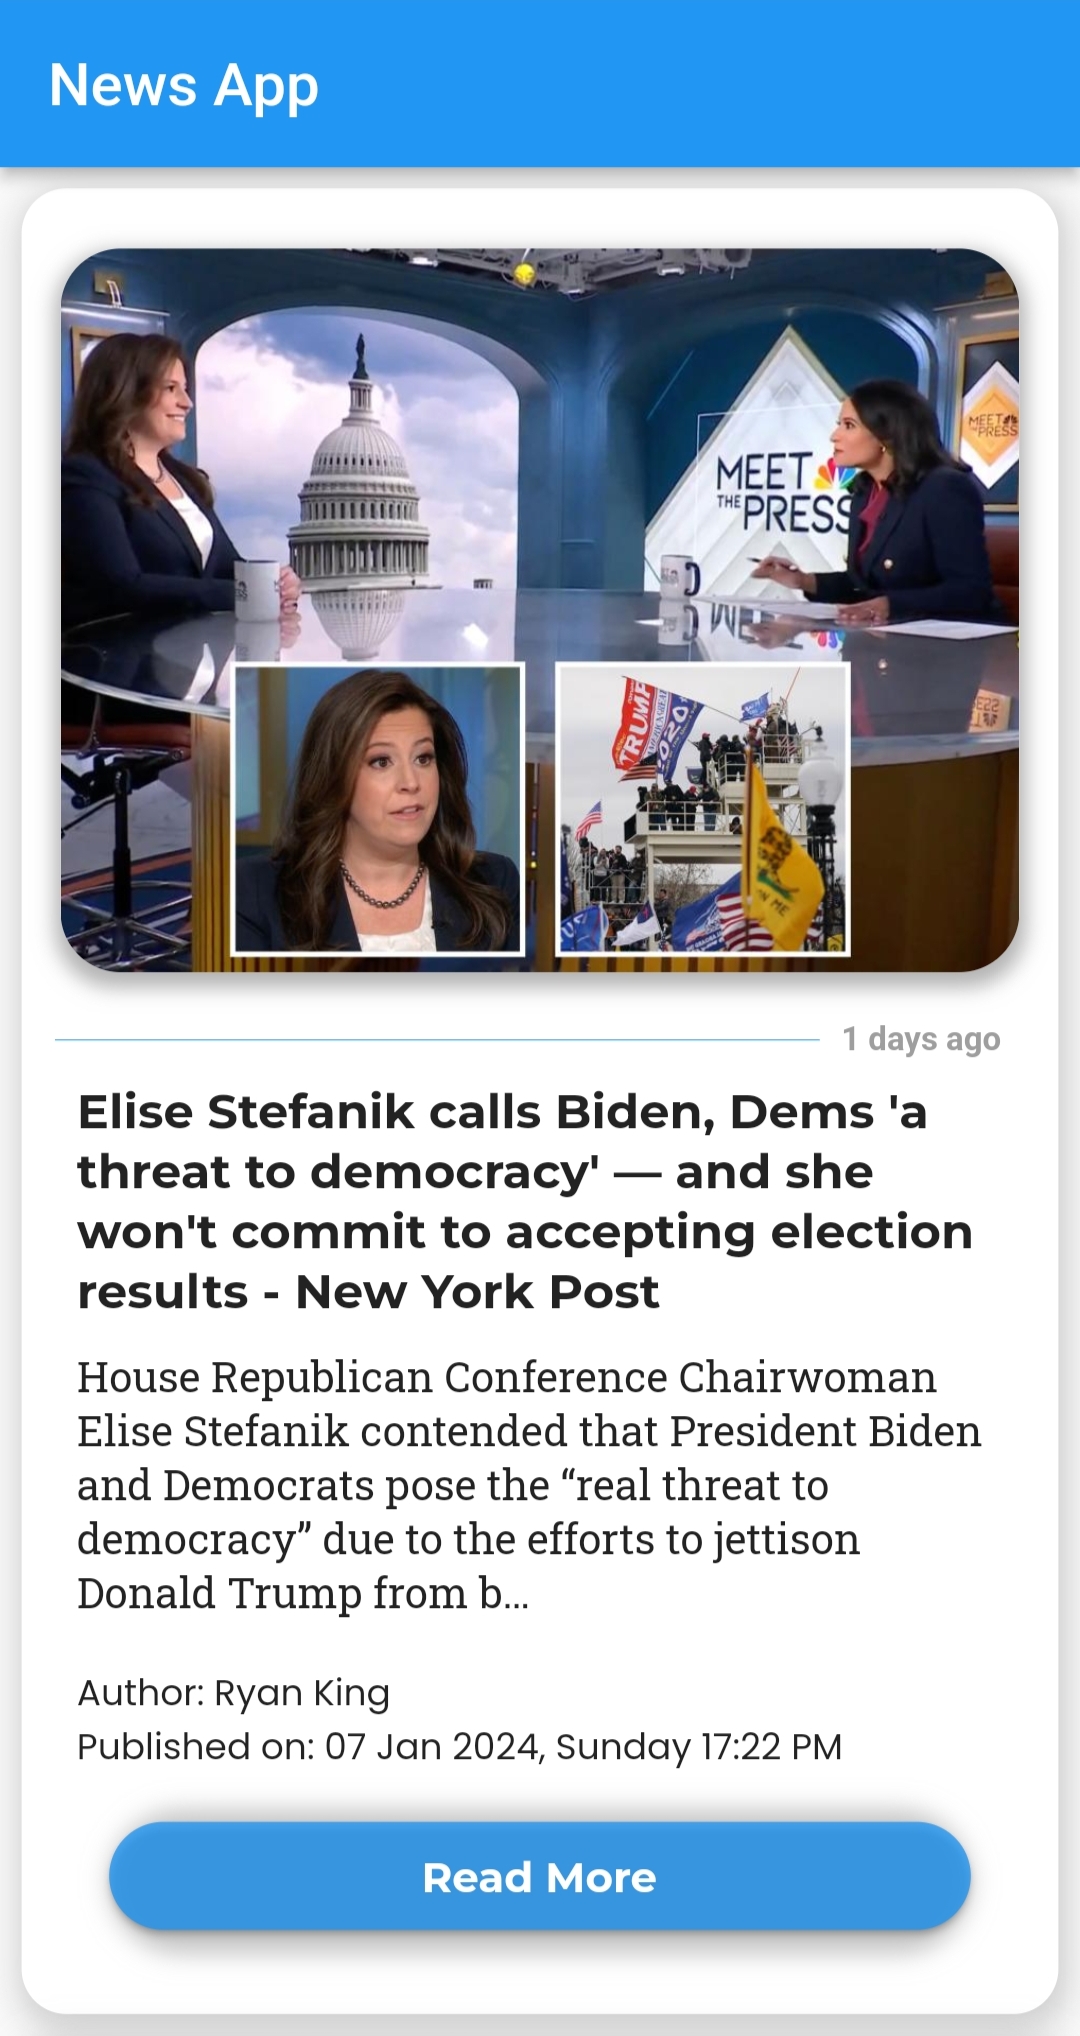 News App
MEET
THE PRESS
MEET
THE PRESS
TRUMP
2020
1 days ago
Elise Stefanik calls Biden, Dems 'a
threat to democracy' — and she
won't commit to accepting election
results - New York Post
House Republican Conference Chairwoman
Elise Stefanik contended that President Biden
and Democrats pose the “real threat to
democracy” due to the efforts to jettison
Donald Trump from b...
Author: Ryan King
Published on: 07 Jan 2024, Sunday 17:22 PM
Read More